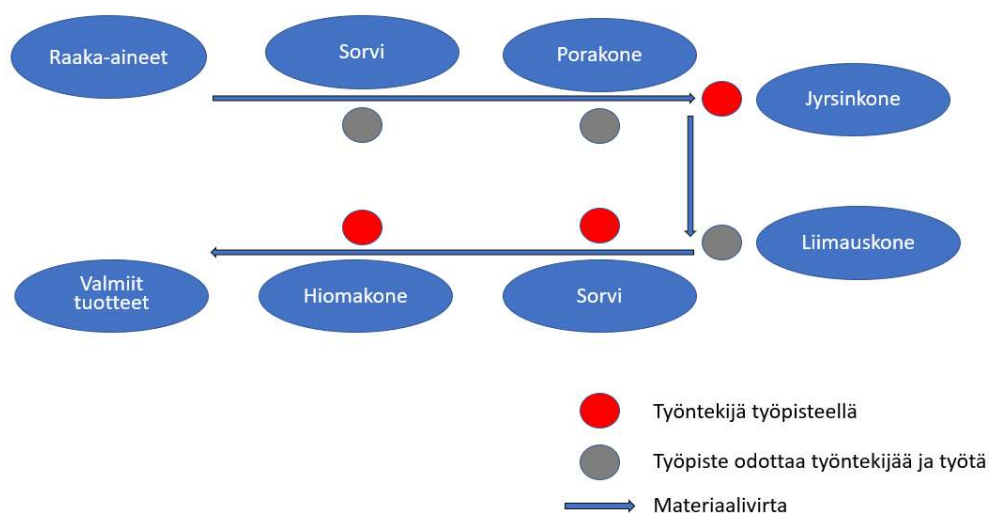 Raaka-aineet
Sorvi
Porakone
Jyrsinkone
Liimauskone
Sorvi
Hiomakone
Valmiit
tuotteet
Työntekijä työpisteellä
Työpiste odottaa työntekijää ja työtä
Materiaalivirta